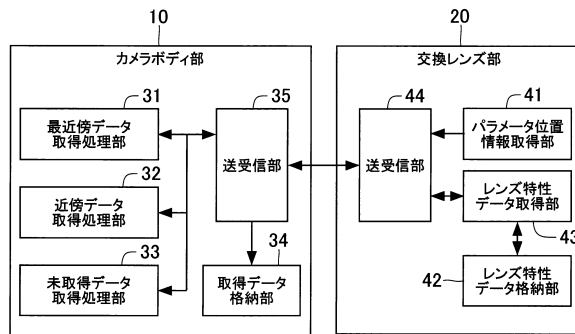 10
カメラボディ部
31
最近傍データ
取得処理部
32
近傍データ
取得処理部
33
未取得データ
取得処理部
35
送受信部
34
取得データ
格納部
20
交換レンズ部
44
送受信部
41
パラメータ位置
情報取得部
レンズ特性
データ取得部
43
42
レンズ特性
データ格納部